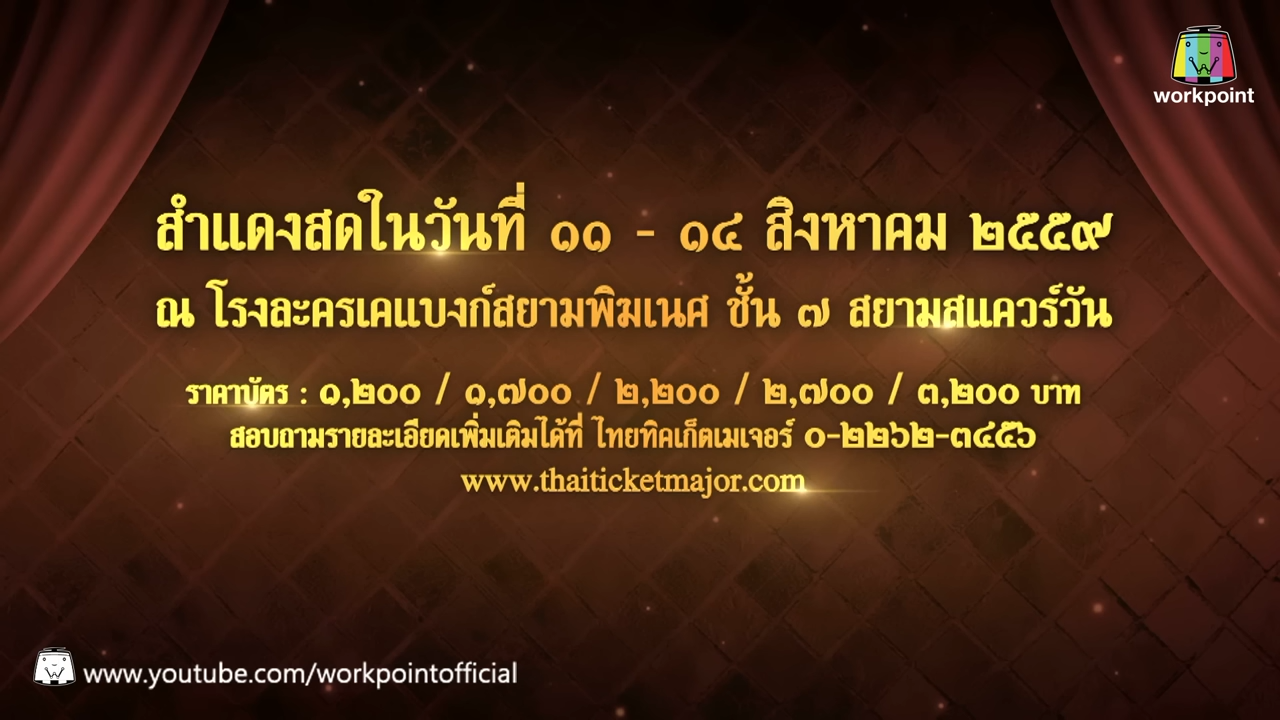 workpoint
สำแดงสดในวันที่ ๑๑ - ๑๔ สิงหาคม ๒๕๕๙
ณ โรงละครเคแบงก์สยามพิฆเนศ ชั้น ๗ สยามสแควร์วัน
ราคาบัตร : ๑,๒๐๐ / ๑,๗๐๐ / ๒,๒๐๐ / ๒,๗๐๐ / ๓,๒๐๐ บาท
สอบถามรายละเอียดเพิ่มเติมได้ที่ ไทยทิคเก็ตเมเจอร์ ๐-๒๒๖๒-๓๔๕๖
www.thaiticketmajor.com
www.youtube.com/workpointofficial